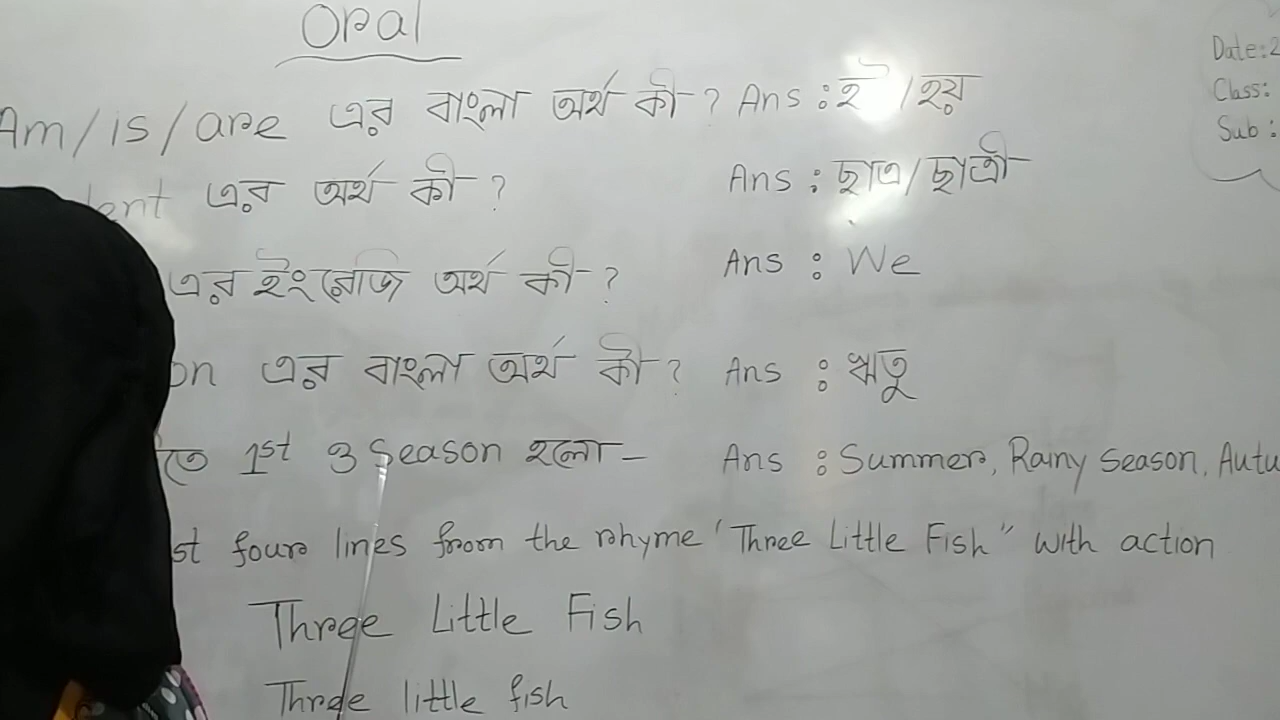 Oral
Date: 2
Am/is/are এর বাংলা অর্থ কী? Ans : হই/হয়
Class:
Sub :
dent এর অর্থ কী? Ans : ছাত্র/ছাত্রী
এর ইংরেজি অর্থ কী? Ans : We
on এর বাংলা অর্থ কী? Ans : ঋতু
তে 1st 3 Season হলো- Ans : Summer, Rainy season, Autu
st four lines from the rhyme 'Three Little Fish" with action
Three Little Fish
Three little fish